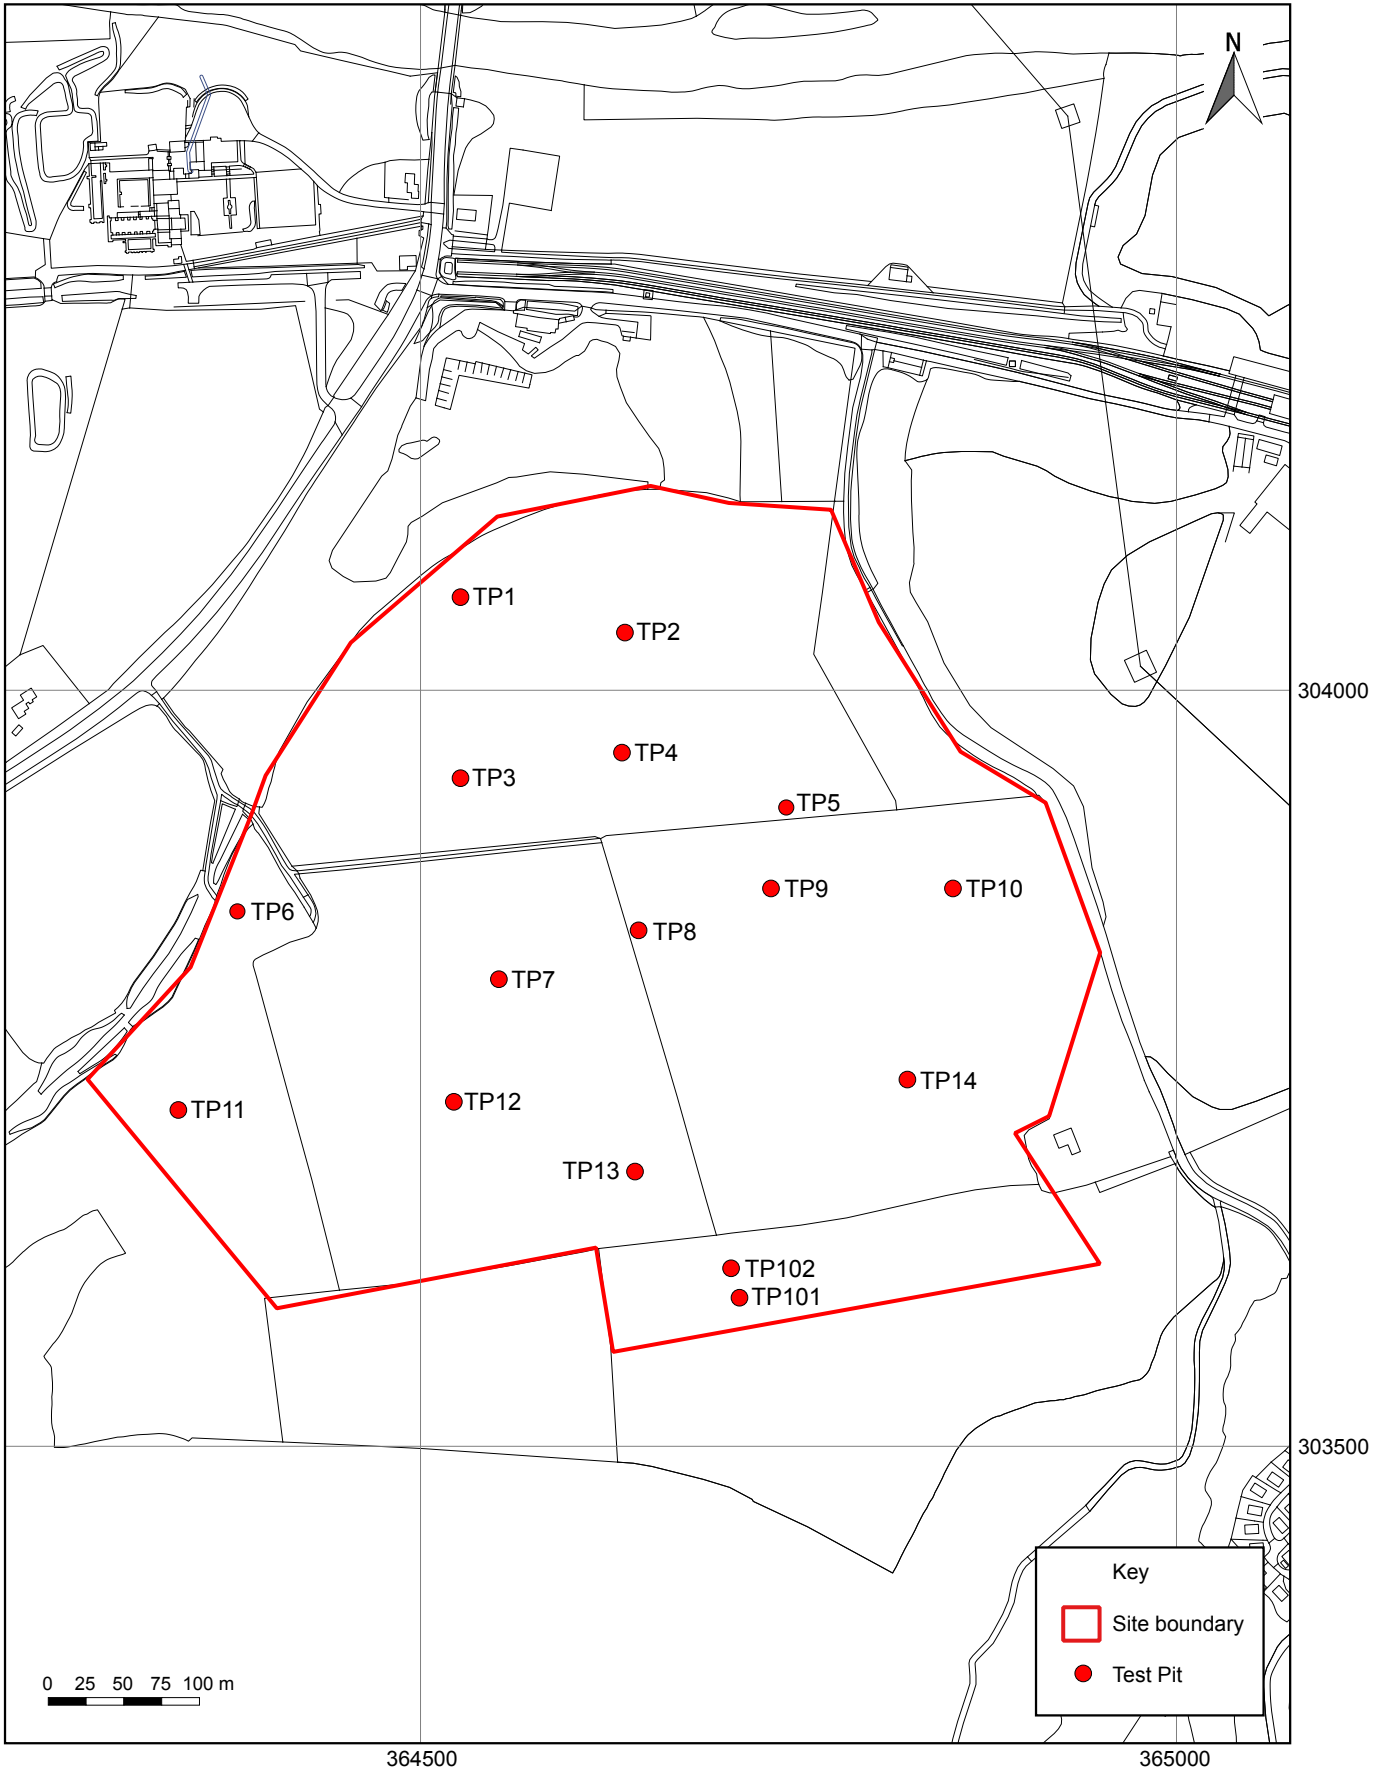 N
TP1
TP2
304000
TP4
TP3
TP5
TP9
TP10
TP6
TP8
TP7
TP14
TP12
TP11
TP13
TP102
TP101
303500
Key
Site boundary
Test Pit
0 25 50 75 100 m
364500
365000